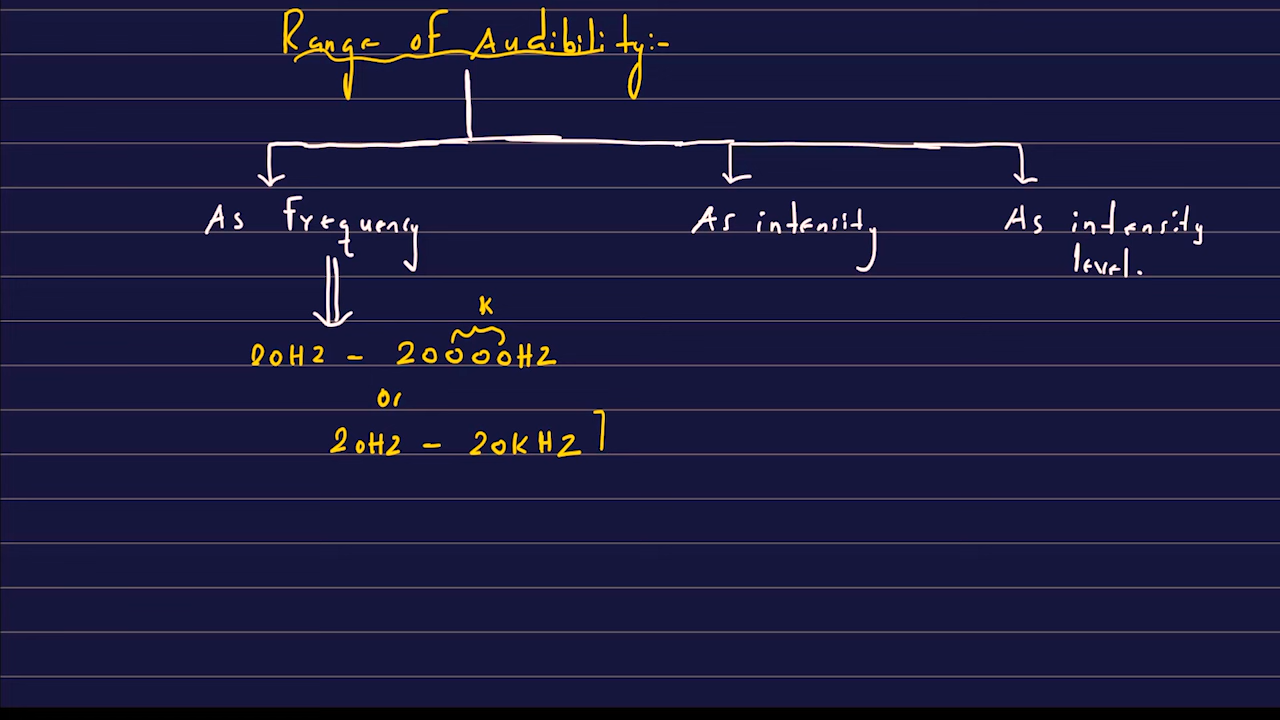 Range of Audibility:-
As Frequency As intensity As intensity
level.
K
20HZ - 20000HZ
or
20HZ - 20KHZ]